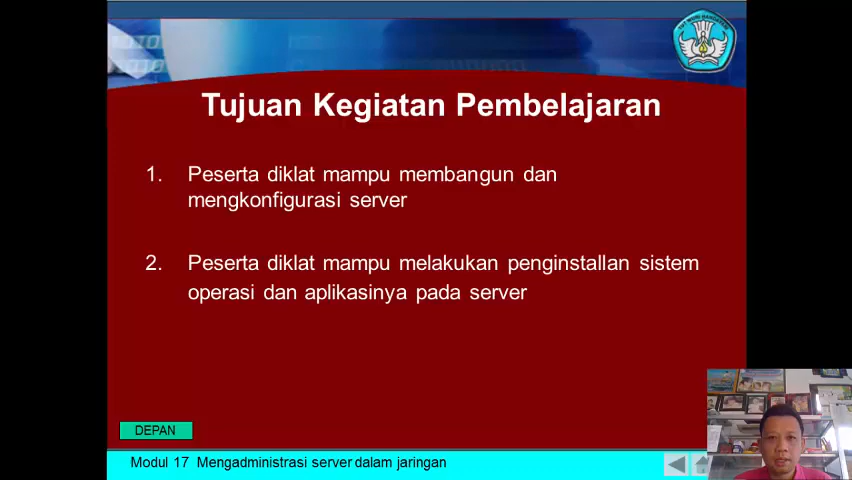 Tujuan Kegiatan Pembelajaran
1. Peserta diklat mampu membangun dan
mengkonfigurasi server
2. Peserta diklat mampu melakukan penginstallan sistem
operasi dan aplikasinya pada server
DEPAN
Modul 17 Mengadministrasi server dalam jaringan